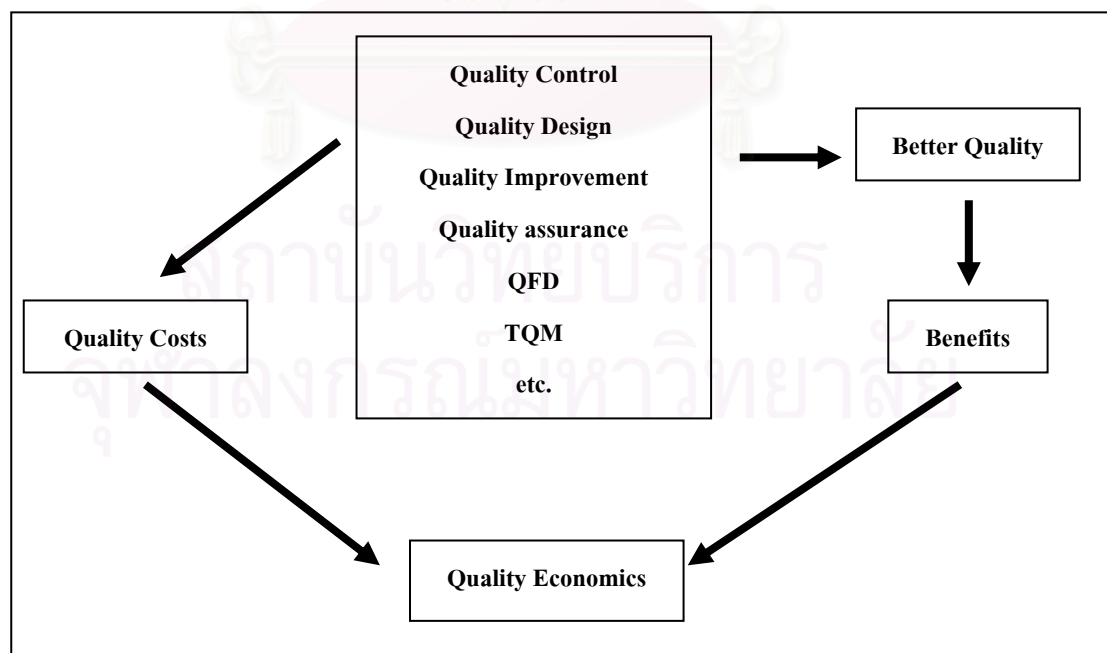 Quality Control
Quality Design
Quality Improvement
Quality assurance
QFD
TQM
etc.
Better Quality
Quality Costs
Benefits
Quality Economics
สถาบันวิทยบริการ
จุฬาลงกรณ์มหาวิทยาลัย